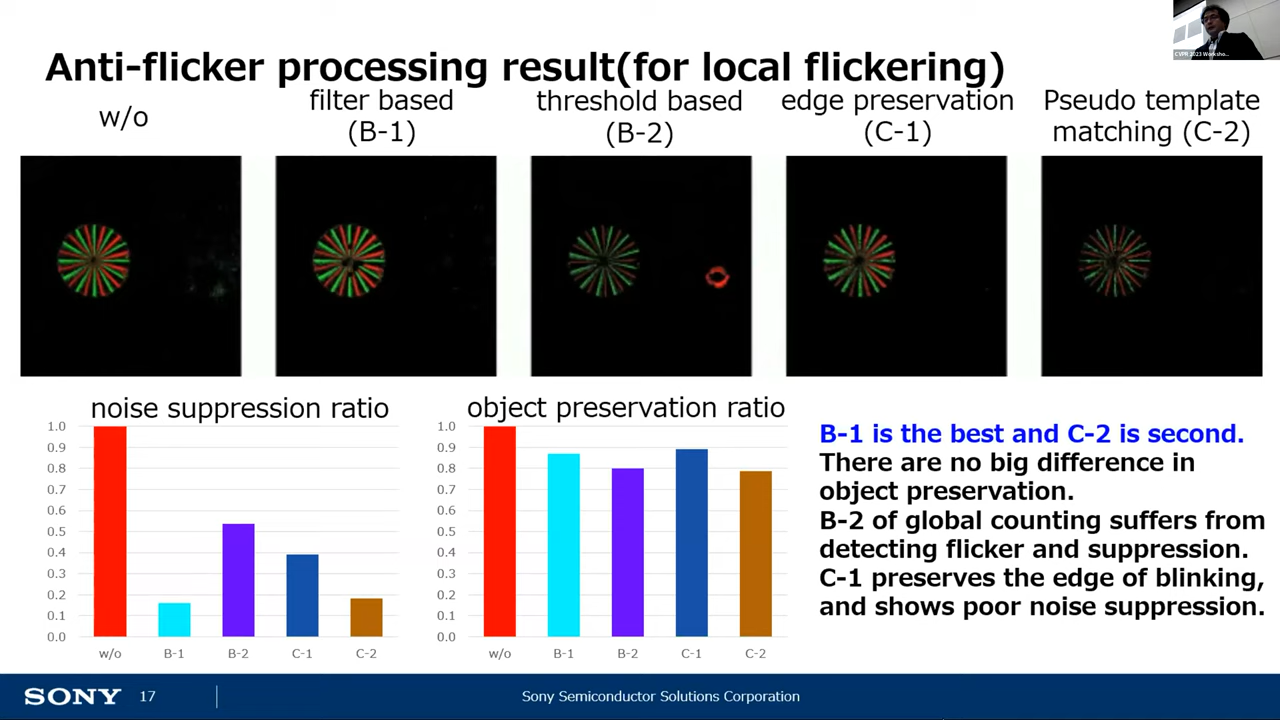 Anti-flicker processing result(for local flickering)
CVPR 2023 Worksho...
w/o
filter based
(B-1)
threshold based
(B-2)
edge preservation
(C-1)
Pseudo template
matching (C-2)
noise suppression ratio
1.0
0.9
0.8
0.7
0.6
0.5
0.4
0.3
0.2
0.1
0.0
w/o B-1 B-2 C-1 C-2
object preservation ratio
1.0
0.9
0.8
0.7
0.6
0.5
0.4
0.3
0.2
0.1
0.0
w/o B-1 B-2 C-1 C-2
B-1 is the best and C-2 is second.
There are no big difference in
object preservation.
B-2 of global counting suffers from
detecting flicker and suppression.
C-1 preserves the edge of blinking,
and shows poor noise suppression.
SONY 17 Sony Semiconductor Solutions Corporation